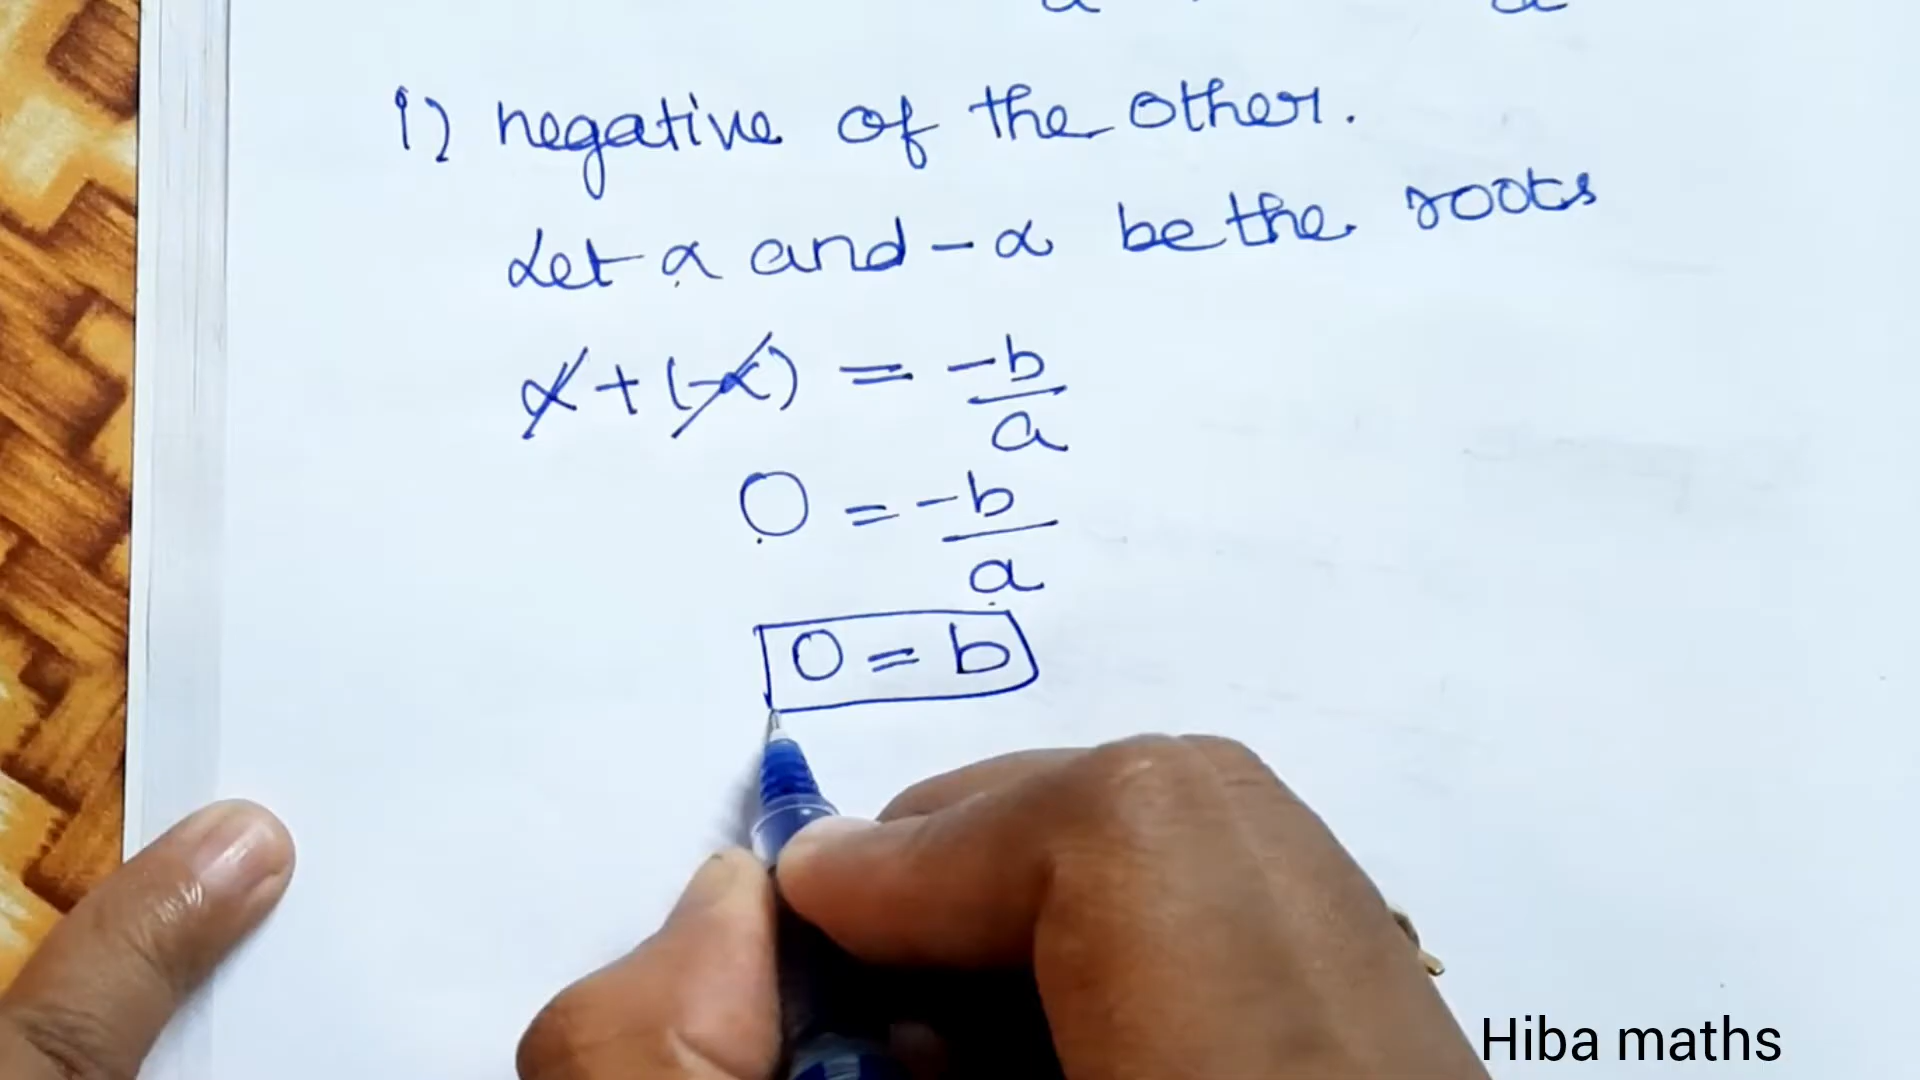 i) negative of the other.
Let α and -α be the roots
α + (-α) = -b/a
0 = -b/a
0 = b
Hiba maths